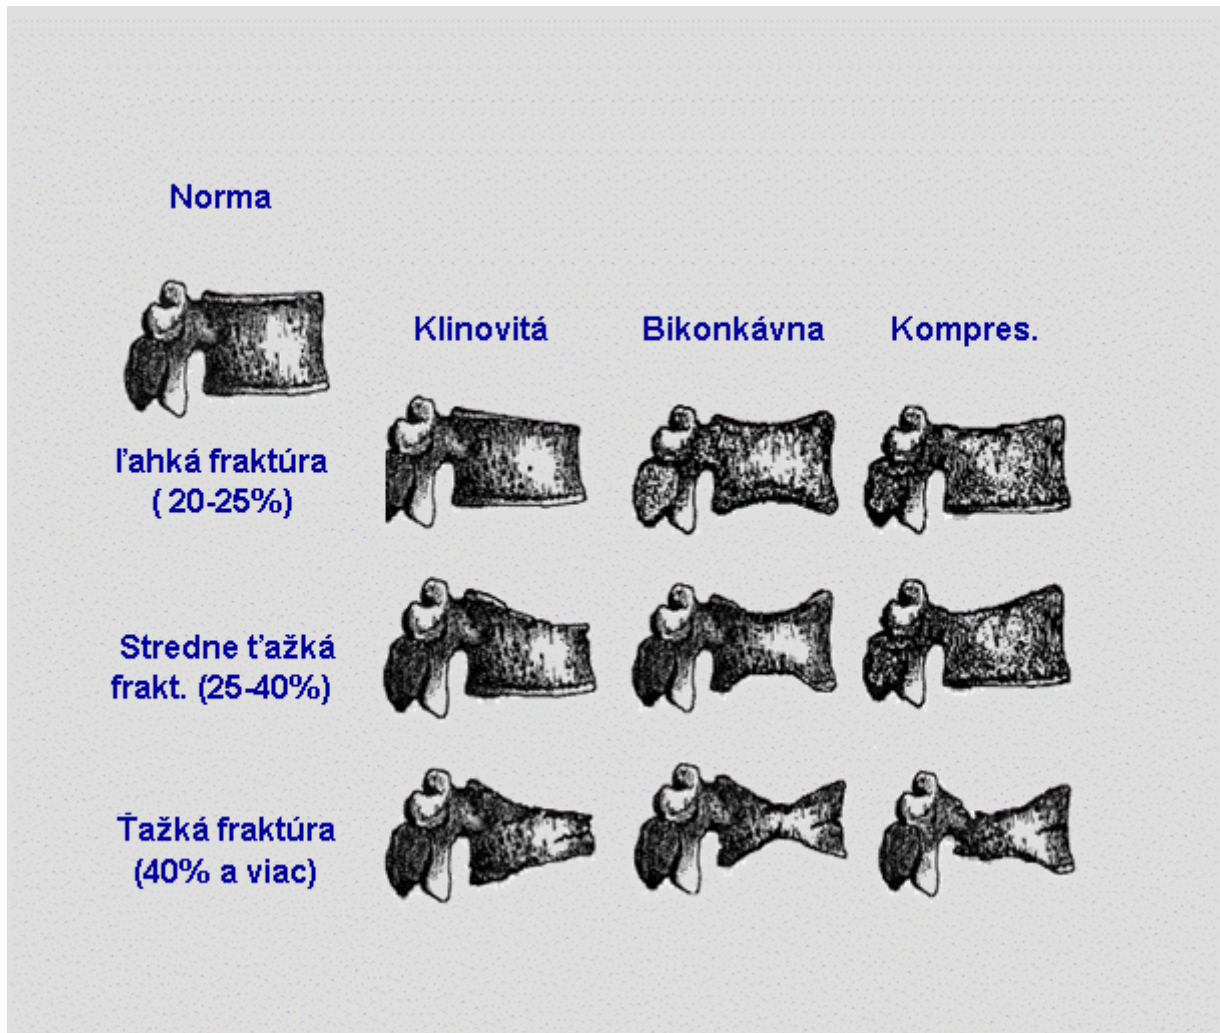 Norma
Klinovitá
Bikonkávna
Kompres.
ľahká fraktúra
( 20-25%)
Stredne ťažká
frakt. (25-40%)
Ťažká fraktúra
(40% a viac)